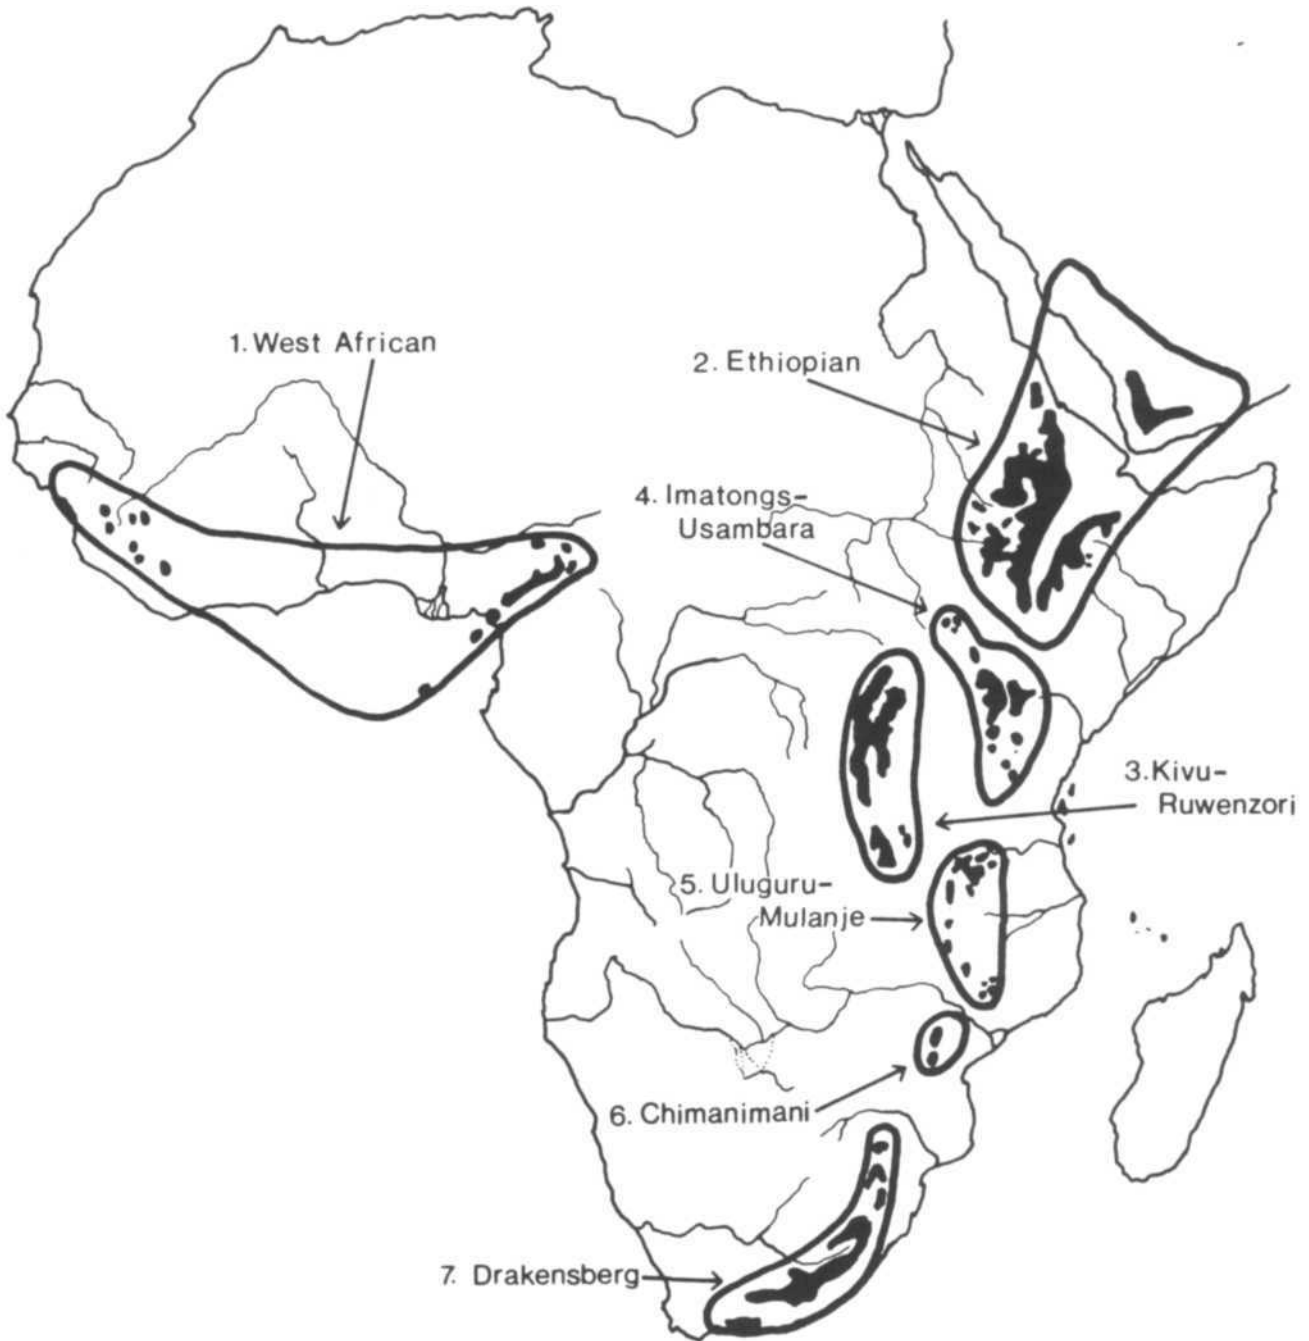 1. West African
2. Ethiopian
4. Imatongs-
Usambara
3. Kivu-
Ruwenzori
5. Uluguru-
Mulanje
6. Chimanimani
7. Drakensberg